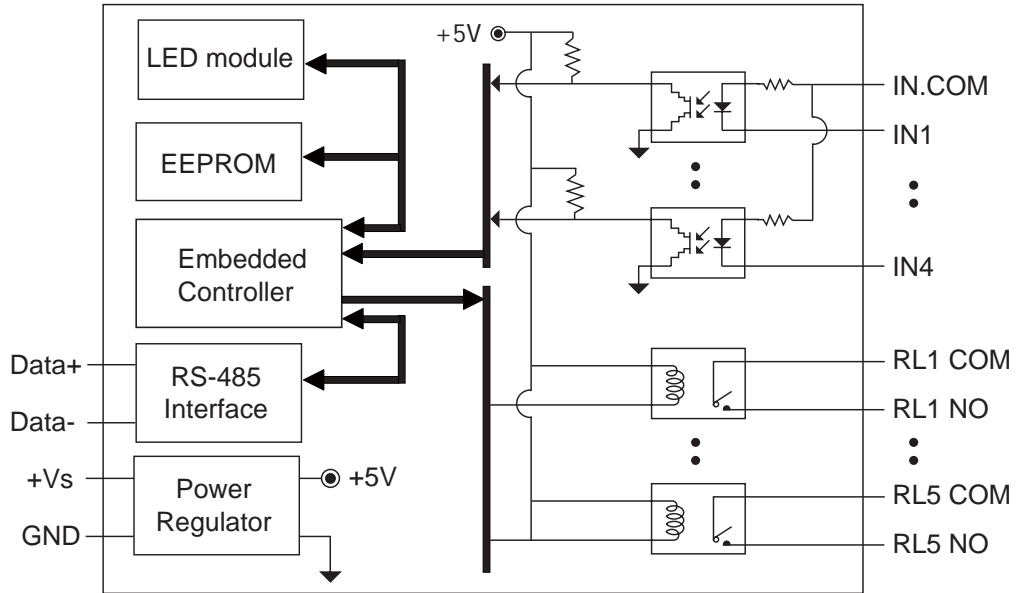 LED module
EEPROM
Embedded
Controller
RS-485
Interface
Power
Regulator
Data+
Data-
+Vs
GND
+5V
+5V
IN.COM
IN1
IN4
RL1 COM
RL1 NO
RL5 COM
RL5 NO